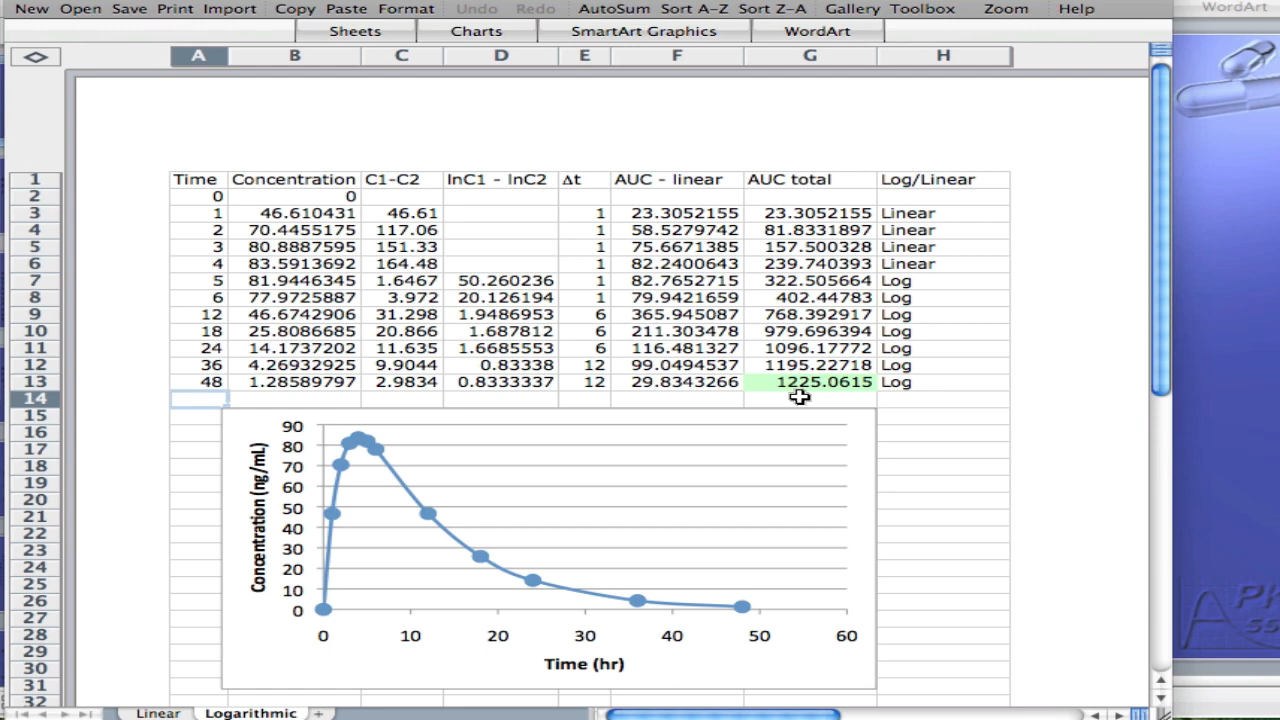 New Open Save Print Import Copy Paste Format Undo Redo AutoSum Sort A-Z Sort Z-A Gallery Toolbox Zoom Help WordArt
Sheets Charts SmartArt Graphics WordArt
A B C D E F G H
1 Time Concentration C1-C2 lnC1 - lnC2 Δt AUC - linear AUC total Log/Linear
2 0 0
3 1 46.610431 46.61 1 23.3052155 23.3052155 Linear
4 2 70.4455175 117.06 1 58.5279742 81.8331897 Linear
5 3 80.8887595 151.33 1 75.6671385 157.500328 Linear
6 4 83.5913692 164.48 1 82.2400643 239.740393 Linear
7 5 81.9446345 1.6467 50.260236 1 82.7652715 322.505664 Log
8 6 77.9725887 3.972 20.126194 1 79.9421659 402.44783 Log
9 12 46.6742906 31.298 1.9486953 6 365.945087 768.392917 Log
10 18 25.8086685 20.866 1.687812 6 211.303478 979.696394 Log
11 24 14.1737202 11.635 1.6685553 6 116.481327 1096.17772 Log
12 36 4.26932925 9.9044 0.83338 12 99.0494537 1195.22718 Log
13 48 1.28589797 2.9834 0.8333337 12 29.8343266 1225.0615 Log
14
15
16
17
18
19
20
21
22
23
24
25
26
27
28
29
30
31
32
90
80
70
60
50
40
30
20
10
0
Concentration (ng/mL)
0 10 20 30 40 50 60
Time (hr)
Linear Logarithmic +